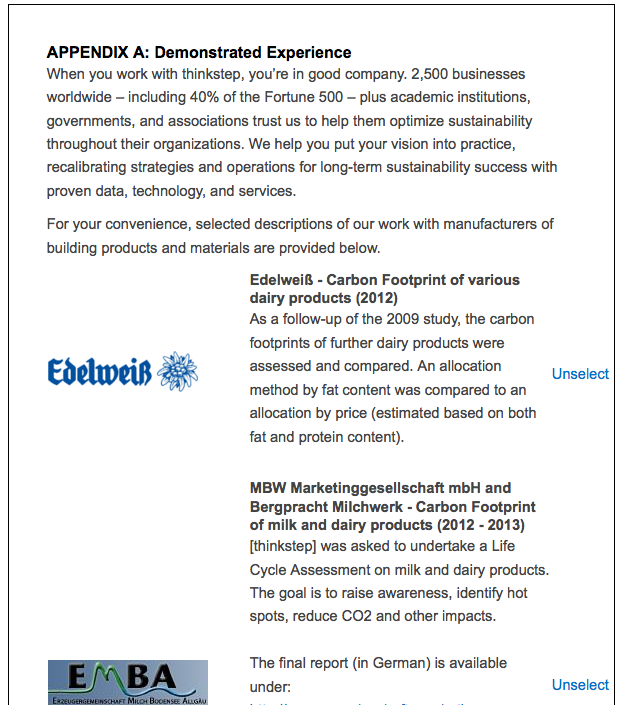 APPENDIX A: Demonstrated Experience
When you work with thinkstep, you're in good company. 2,500 businesses
worldwide – including 40% of the Fortune 500 – plus academic institutions,
governments, and associations trust us to help them optimize sustainability
throughout their organizations. We help you put your vision into practice,
recalibrating strategies and operations for long-term sustainability success with
proven data, technology, and services.
For your convenience, selected descriptions of our work with manufacturers of
building products and materials are provided below.
Edelweiß - Carbon Footprint of various
dairy products (2012)
As a follow-up of the 2009 study, the carbon
footprints of further dairy products were
assessed and compared. An allocation
method by fat content was compared to an
allocation by price (estimated based on both
fat and protein content).
Edelweiß
Unselect
MBW Marketinggesellschaft mbH and
Bergpracht Milchwerk - Carbon Footprint
of milk and dairy products (2012 - 2013)
[thinkstep] was asked to undertake a Life
Cycle Assessment on milk and dairy products.
The goal is to raise awareness, identify hot
spots, reduce CO2 and other impacts.
The final report (in German) is available
under:
EMBA
ERZEUGERGEMEINSCHAFT MILCH BODENSEE ALLGÄU
Unselect